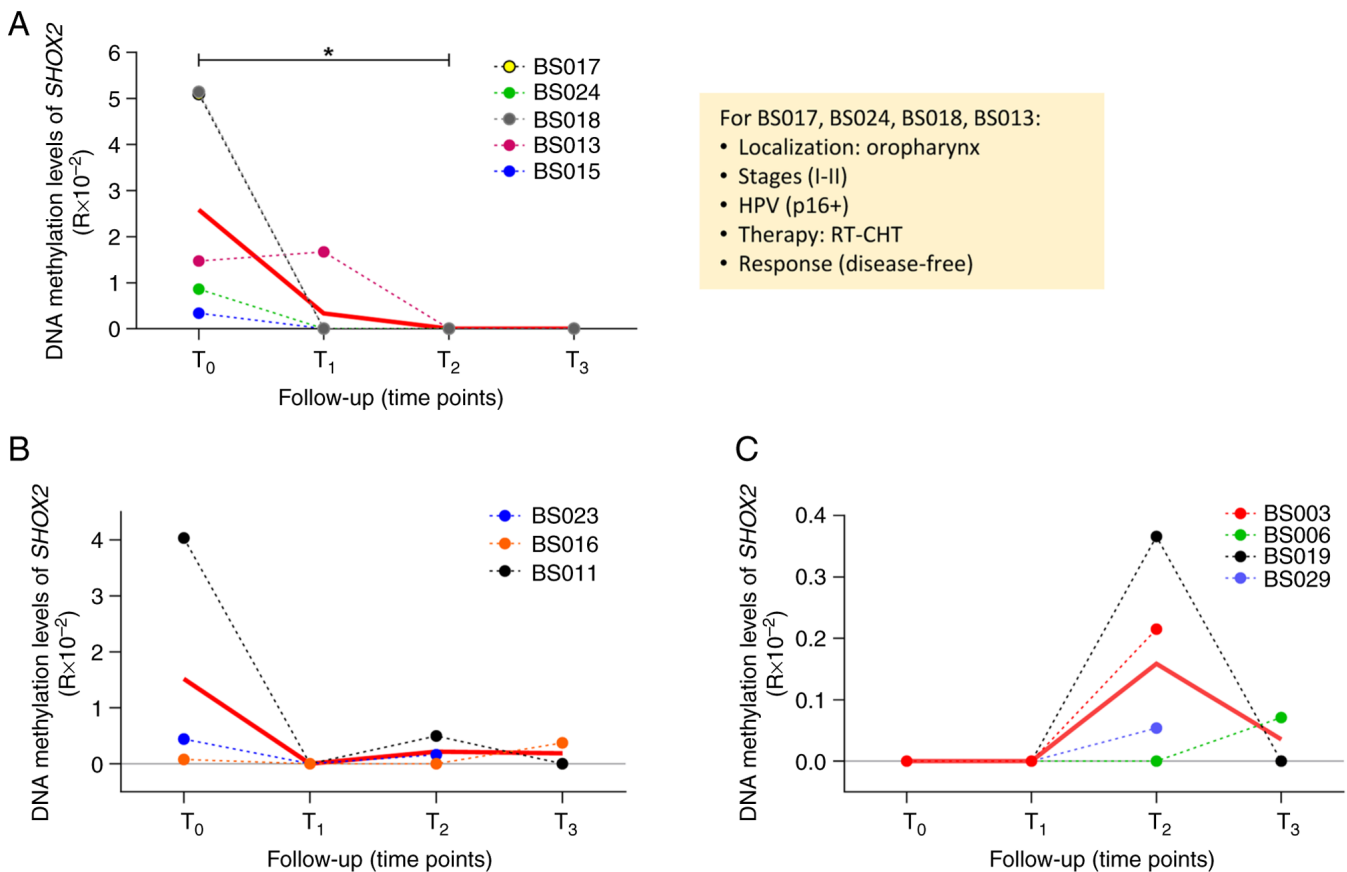 A
DNA methylation levels of SHOX2
(R×10⁻²)
6
5
4
3
2
1
0
*
BS017
BS024
BS018
BS013
BS015
T₀ T₁ T₂ T₃
Follow-up (time points)
For BS017, BS024, BS018, BS013:
• Localization: oropharynx
• Stages (I-II)
• HPV (p16+)
• Therapy: RT-CHT
• Response (disease-free)
B
DNA methylation levels of SHOX2
(R×10⁻²)
4
3
2
1
0
BS023
BS016
BS011
T₀ T₁ T₂ T₃
Follow-up (time points)
C
DNA methylation levels of SHOX2
(R×10⁻²)
0.4
0.3
0.2
0.1
0.0
BS003
BS006
BS019
BS029
T₀ T₁ T₂ T₃
Follow-up (time points)